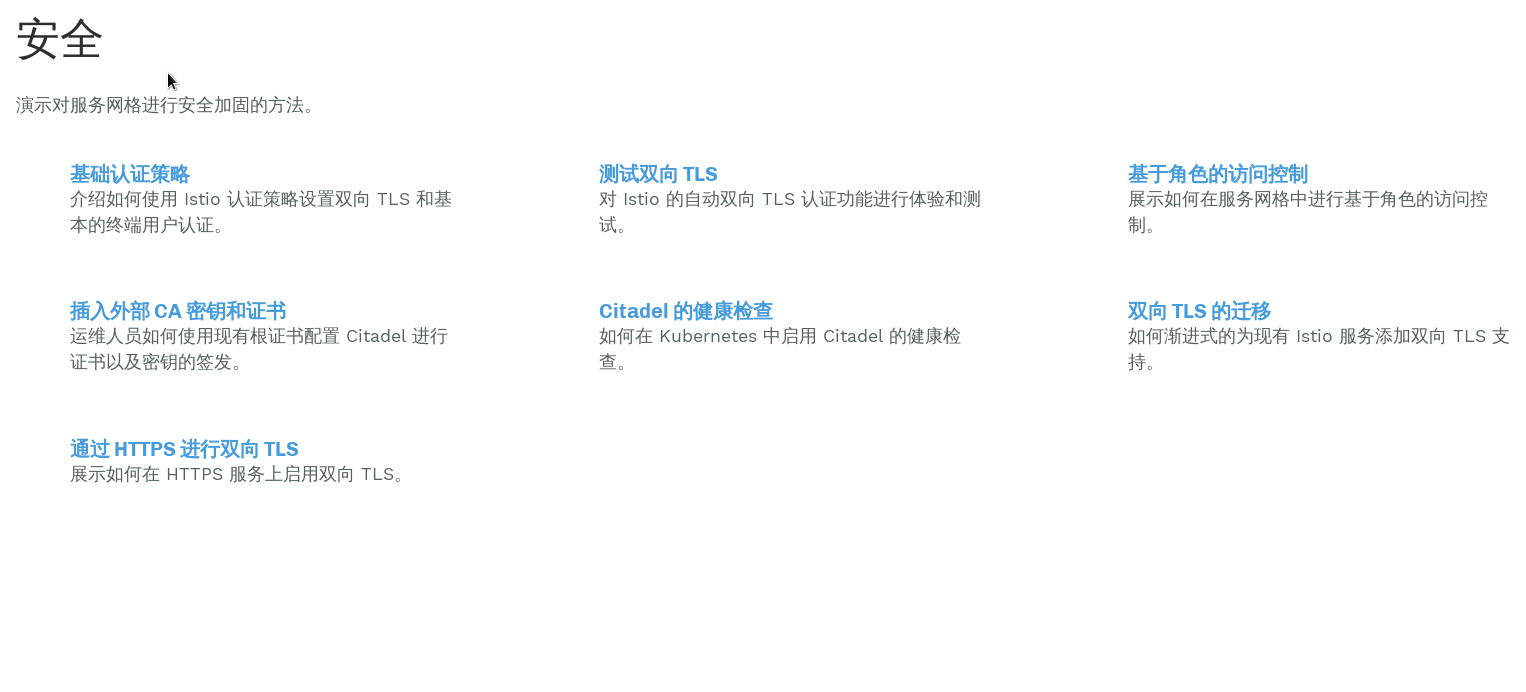 安全
演示对服务网格进行安全加固的方法。
基础认证策略
介绍如何使用 Istio 认证策略设置双向 TLS 和基
本的终端用户认证。
测试双向 TLS
对 Istio 的自动双向 TLS 认证功能进行体验和测
试。
基于角色的访问控制
展示如何在服务网格中进行基于角色的访问控
制。
插入外部 CA 密钥和证书
运维人员如何使用现有根证书配置 Citadel 进行
证书以及密钥的签发。
Citadel 的健康检查
如何在 Kubernetes 中启用 Citadel 的健康检
查。
双向 TLS 的迁移
如何渐进式的为现有 Istio 服务添加双向 TLS 支
持。
通过 HTTPS 进行双向 TLS
展示如何在 HTTPS 服务上启用双向 TLS。